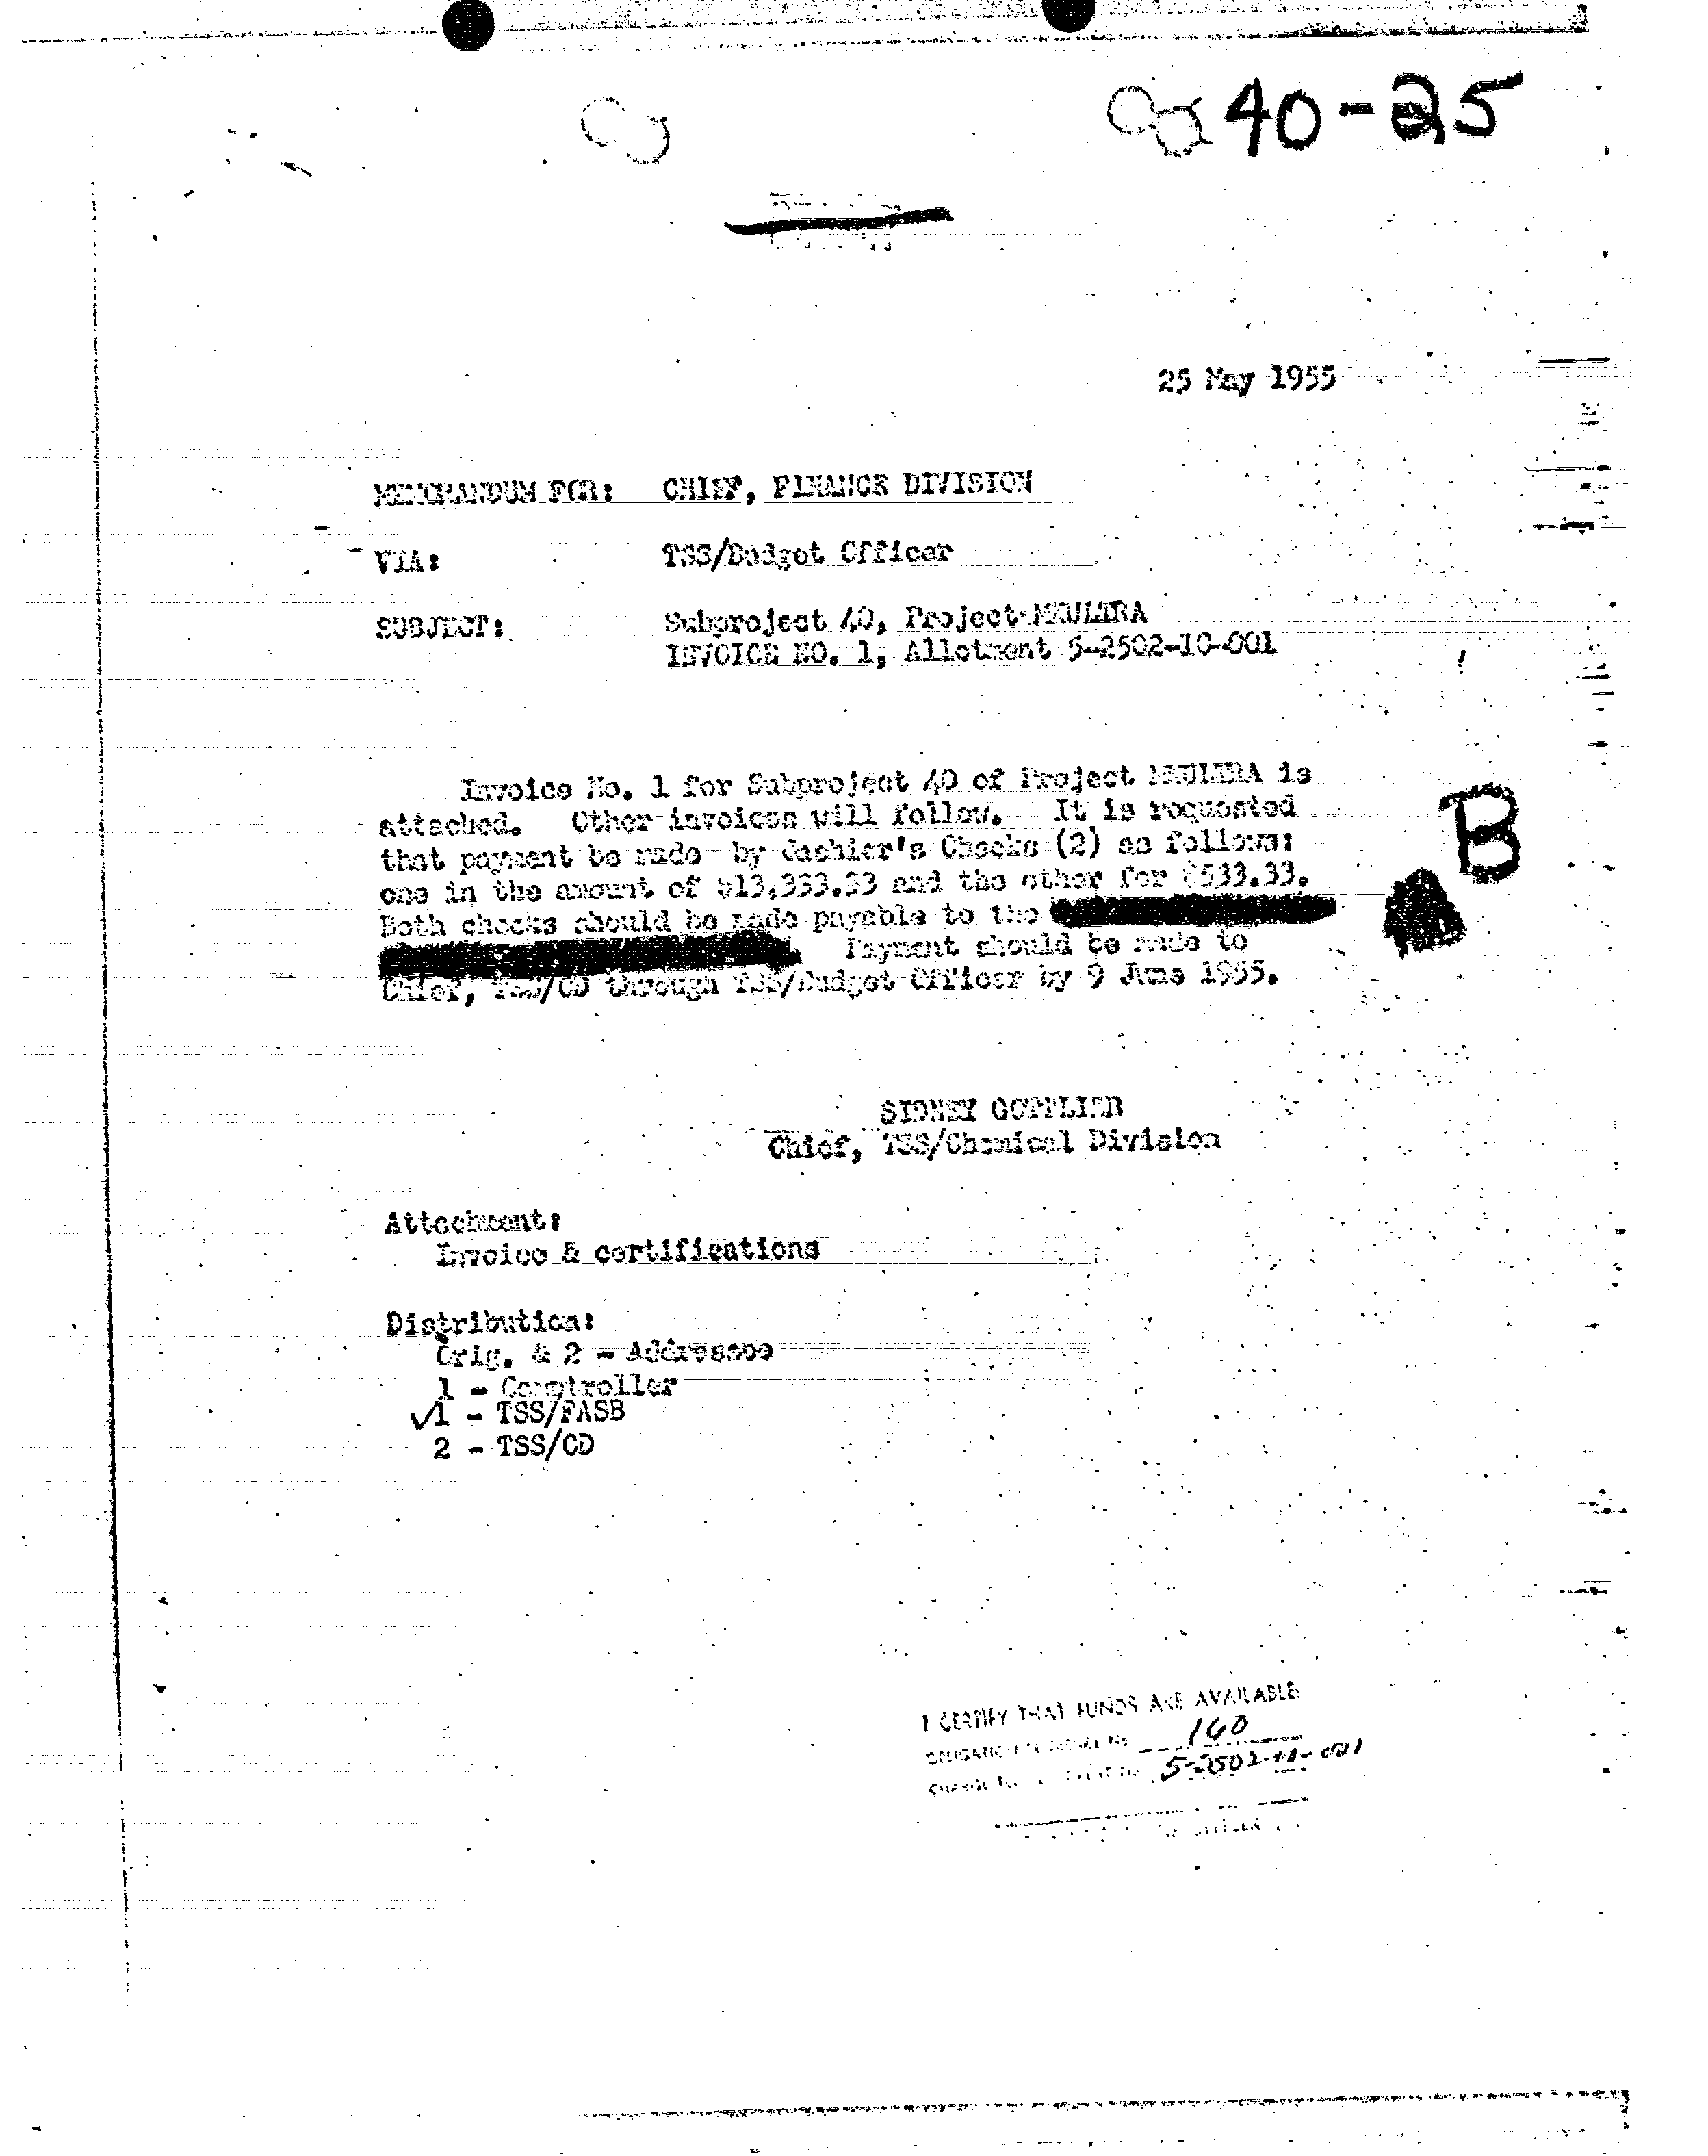 40-25
25 May 1955
MEMORANDUM FOR: CHIEF, FINANCE DIVISION
VIA: TSS/Budget Officer
SUBJECT: Subproject 40, Project MKULTRA
INVOICE NO. 1, Allotment 5-2502-10-001
Invoice No. 1 for Subproject 40 of Project MKULTRA is
attached. Other invoices will follow. It is requested
that payment be made by Cashier's Checks (2) as follows:
one in the amount of $13,333.33 and the other for $533.33.
Both checks should be made payable to the
Payment should be made to
Chief, TSS/CD through TSS/Budget Officer by 9 June 1955.
B
A
SIDNEY GOTTLIEB
Chief, TSS/Chemical Division
Attachment:
Invoice & certifications
Distribution:
Orig. & 2 - Addressee
1 - Comptroller
√1 - TSS/FASB
2 - TSS/CD
I CERTIFY THAT FUNDS ARE AVAILABLE
OBLIGATION REFERENCE NO. 160
CHARGE TO 5-2502-10-001